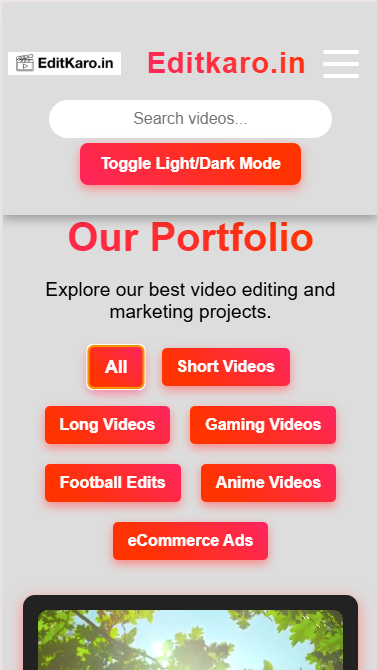 EditKaro.in
Editkaro.in
Search videos...
Toggle Light/Dark Mode
Our Portfolio
Explore our best video editing and
marketing projects.
All
Short Videos
Long Videos
Gaming Videos
Football Edits
Anime Videos
eCommerce Ads